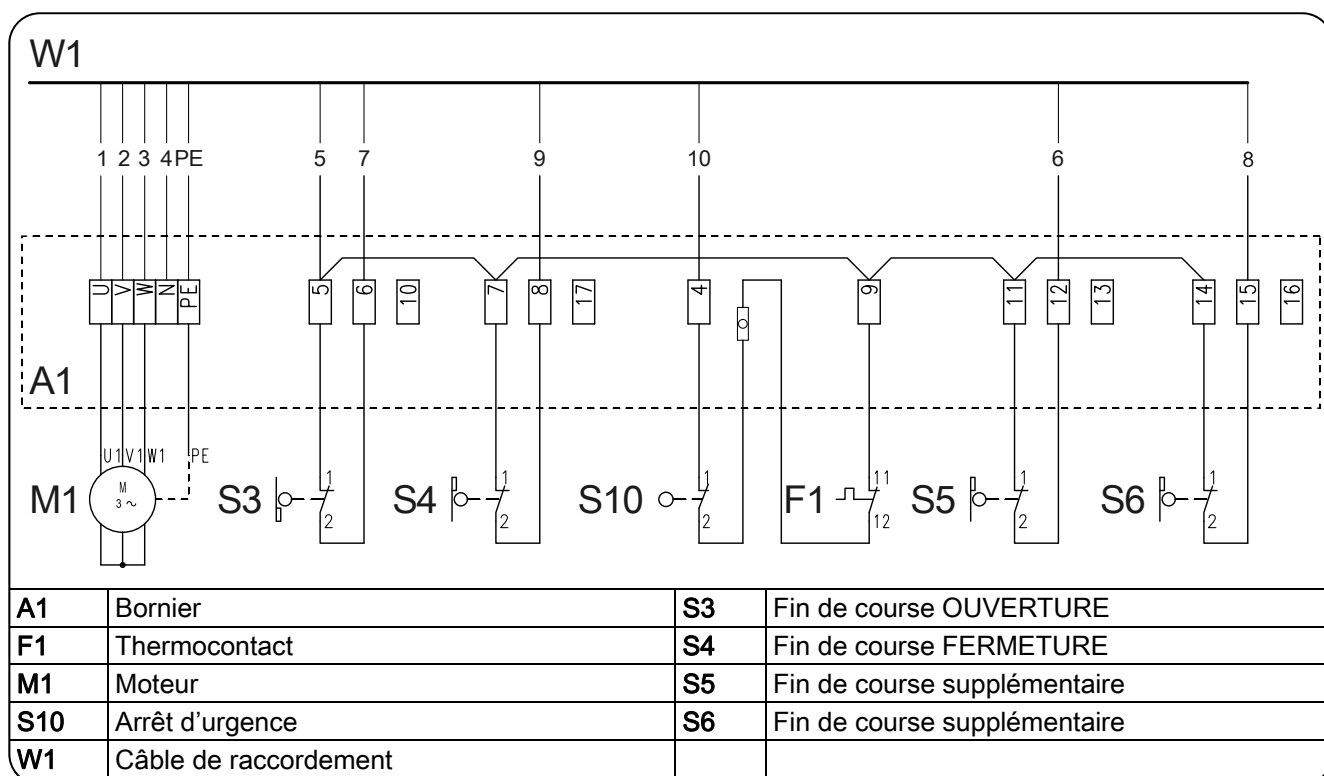 W1
1 2 3 4 PE 5 7 9 10 6 8
U V W N PE 5 6 10 7 8 17 4 9 11 12 13 14 15 16
A1
U1 V1 W1 PE
M1 M 3 ~ S3 1 2 S4 1 2 S10 1 2 F1 11 12 S5 1 2 S6 1 2
A1 Bornier S3 Fin de course OUVERTURE
F1 Thermocontact S4 Fin de course FERMETURE
M1 Moteur S5 Fin de course supplémentaire
S10 Arrêt d’urgence S6 Fin de course supplémentaire
W1 Câble de raccordement